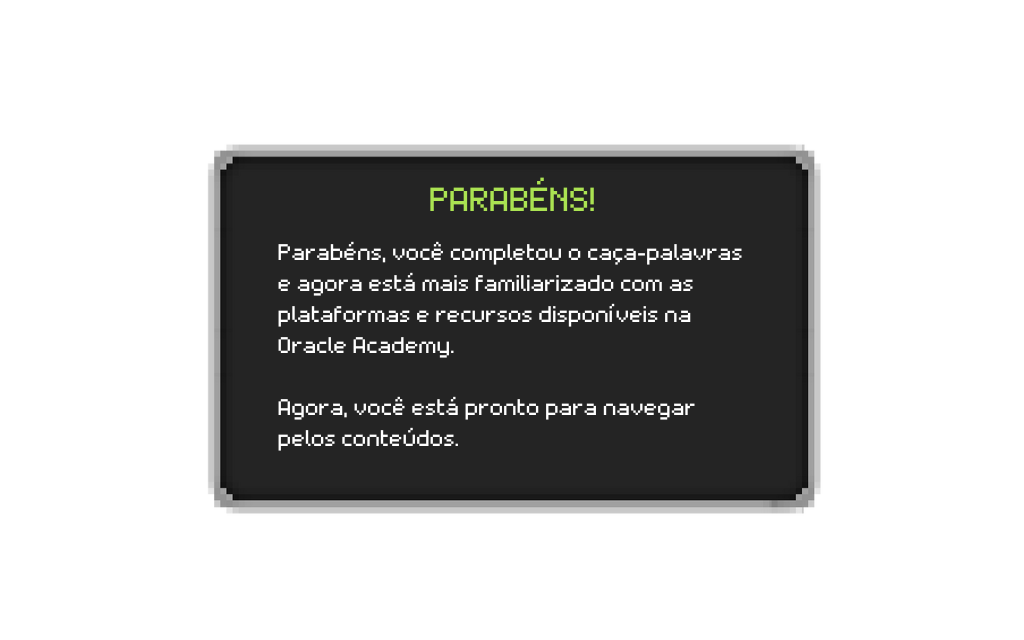 PARABÉNS!
Parabéns, você completou o caça-palavras
e agora está mais familiarizado com as
plataformas e recursos disponíveis na
Oracle Academy.
Agora, você está pronto para navegar
pelos conteúdos.